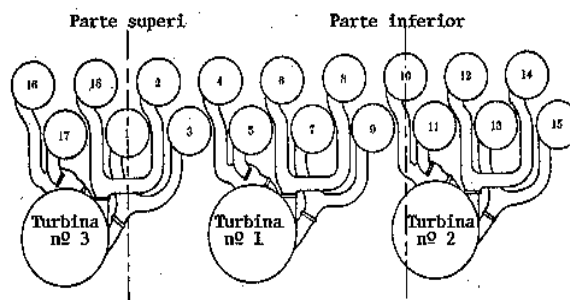 Parte superi Parte inferior
16 18 2 4 6 8 10 12 14
17 1 3 5 7 9 11 13 15
Turbina nº 3
Turbina nº 1
Turbina nº 2